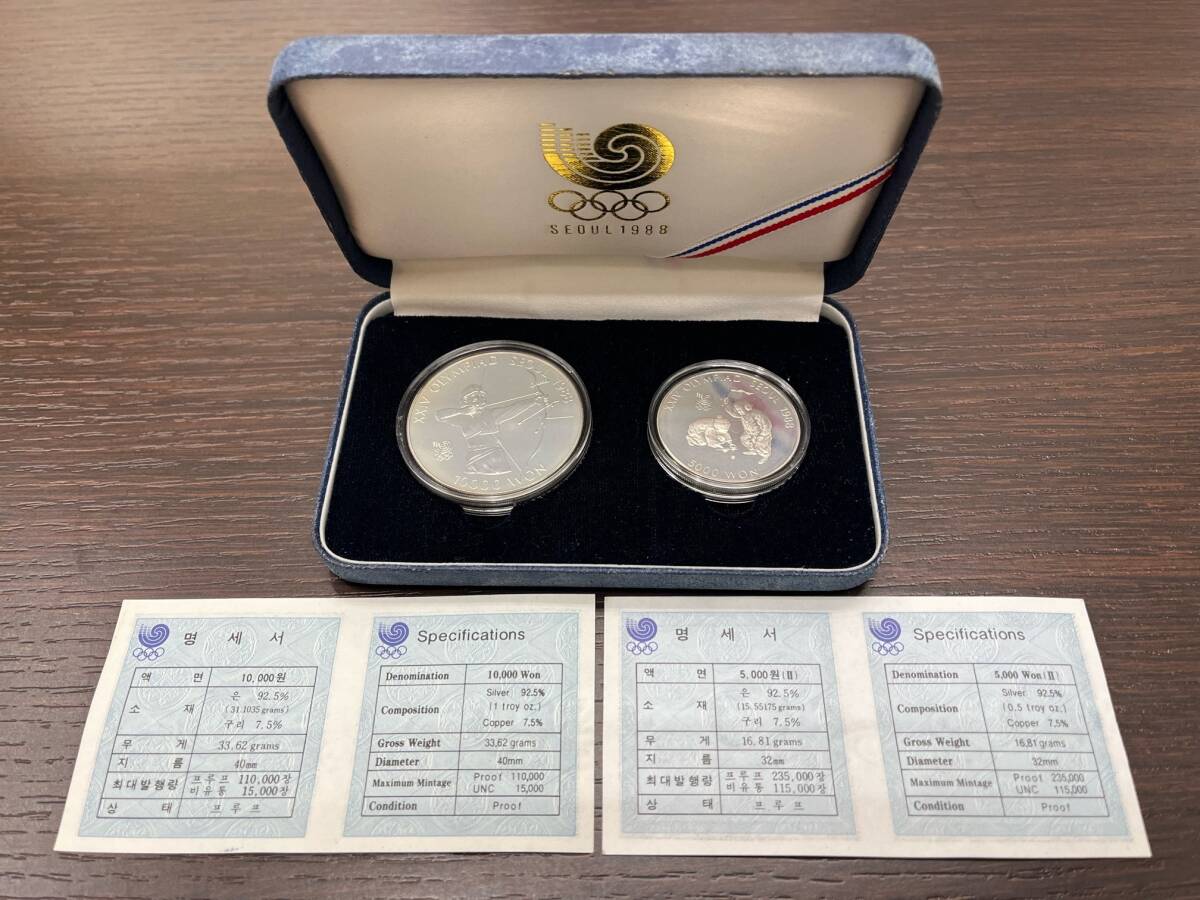 SEOUL 1988
XXIV OLYMPIAD SEOUL 1988
10000 WON
XXIV OLYMPIAD SEOUL 1988
5000 WON
명 세 서
액 면 10,000원
소 재 은 92.5%
(31.1035 grams)
구리 7.5%
무 게 33.62 grams
지 름 40mm
최대발행량 프루프 110,000장
비유통 15,000장
상 태 프 루 프
Specifications
Denomination 10,000 Won
Composition Silver 92.5%
(1 troy oz.)
Copper 7.5%
Gross Weight 33.62 grams
Diameter 40mm
Maximum Mintage Proof 110,000
UNC 15,000
Condition Proof
명 세 서
액 면 5,000원(II)
소 재 은 92.5%
(15.55175 grams)
구리 7.5%
무 게 16.81 grams
지 름 32mm
최대발행량 프루프 235,000장
비유통 115,000장
상 태 프 루 프
Specifications
Denomination 5,000 Won(II)
Composition Silver 92.5%
(0.5 troy oz.)
Copper 7.5%
Gross Weight 16.81 grams
Diameter 32mm
Maximum Mintage Proof 235,000
UNC 115,000
Condition Proof